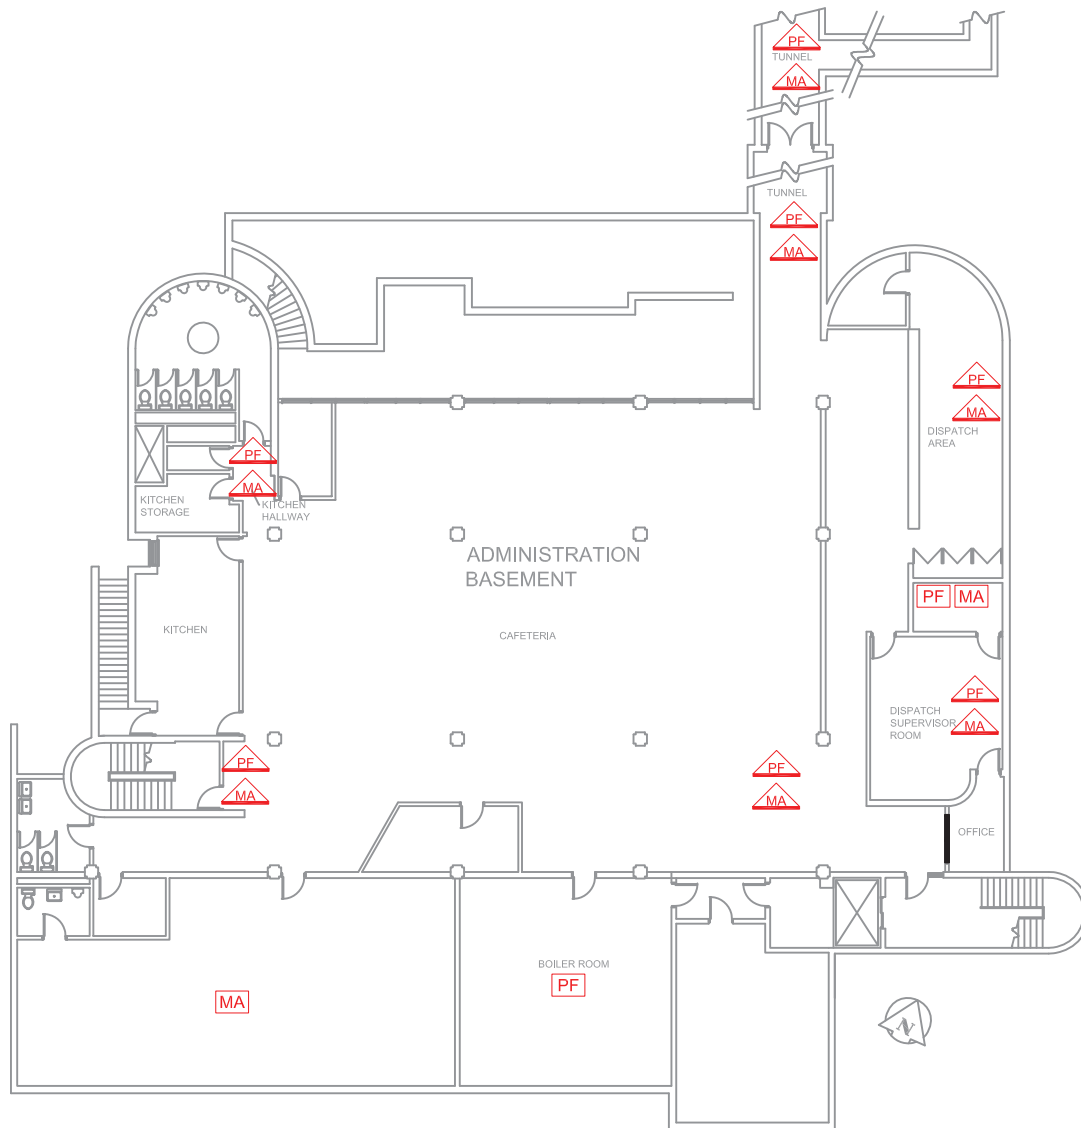 PF
TUNNEL
MA
TUNNEL
PF
MA
PF
MA
DISPATCH
AREA
PF
MA
KITCHEN
STORAGE
KITCHEN
HALLWAY
ADMINISTRATION
BASEMENT
PF MA
KITCHEN
CAFETERIA
PF
DISPATCH
SUPERVISOR
ROOM
MA
PF
MA
PF
MA
OFFICE
BOILER ROOM
PF
MA
N